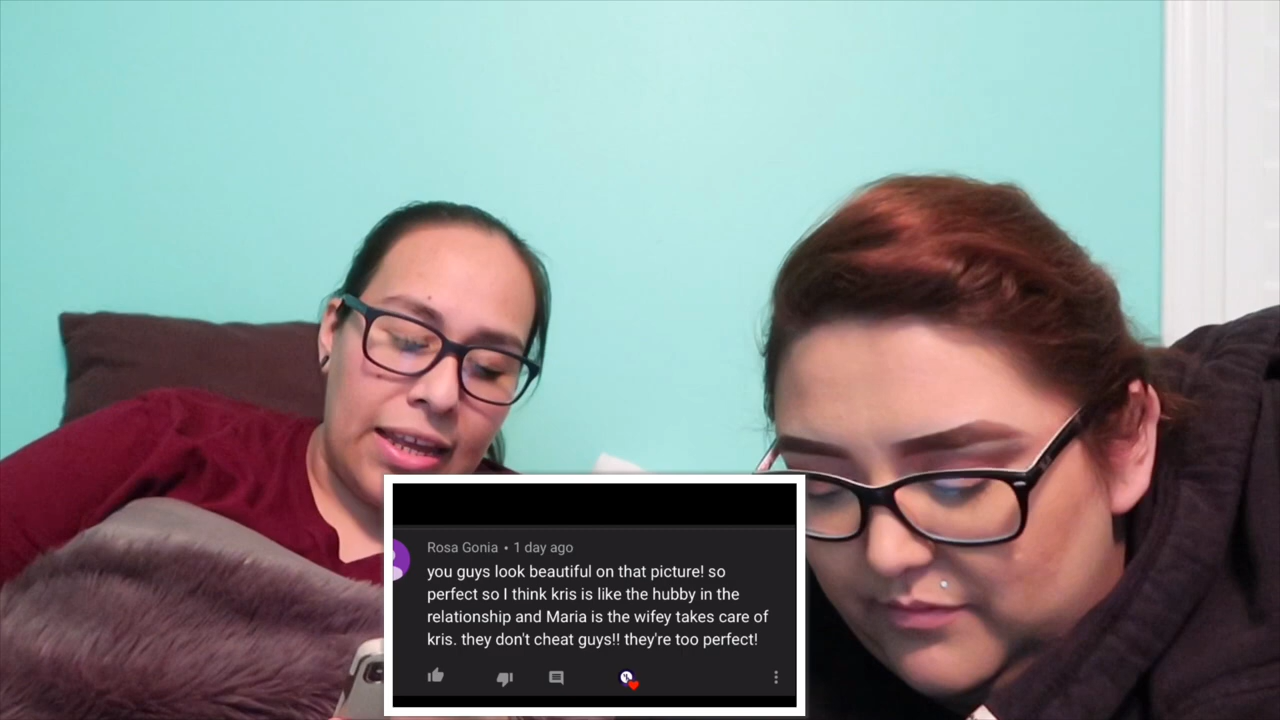 Rosa Gonia • 1 day ago
you guys look beautiful on that picture! so
perfect so I think kris is like the hubby in the
relationship and Maria is the wifey takes care of
kris. they don't cheat guys!! they're too perfect!